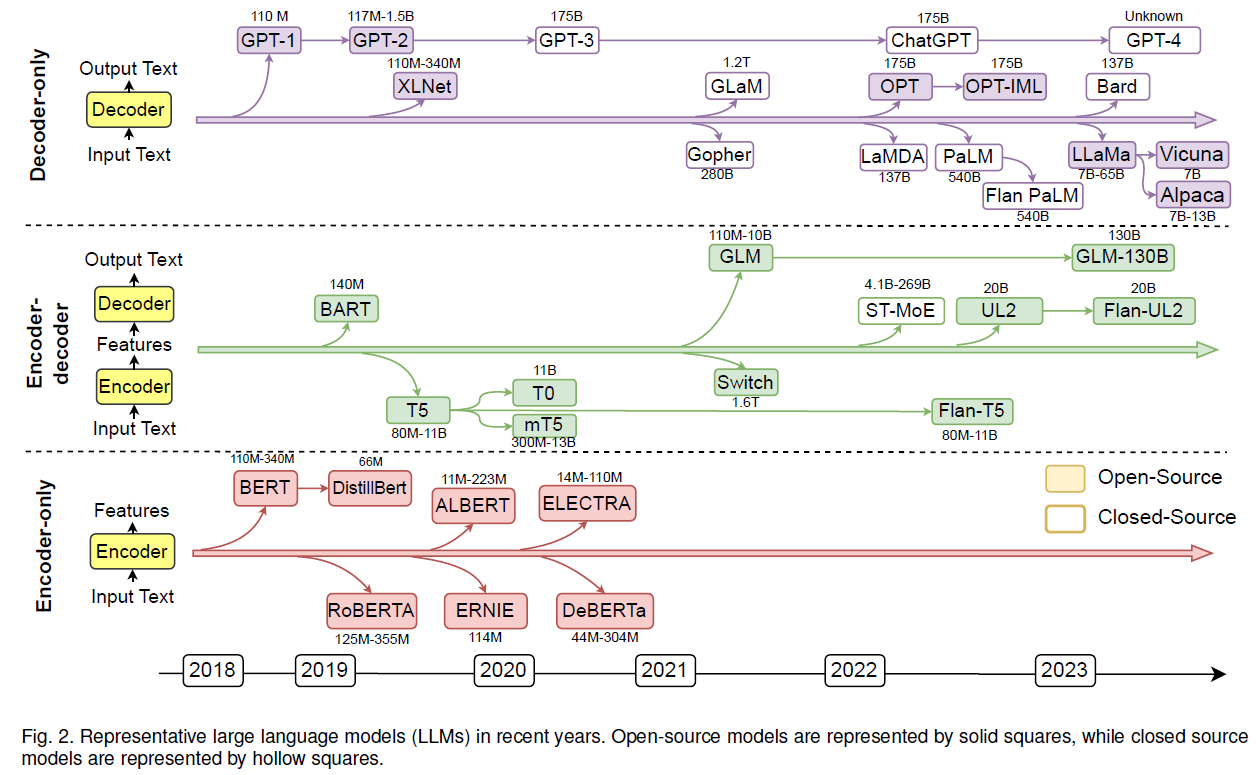 Decoder-only
110 M
117M-1.5B
175B
175B
Unknown
GPT-1
GPT-2
GPT-3
ChatGPT
GPT-4
Output Text
Decoder
Input Text
110M-340M
XLNet
1.2T
GLaM
175B
OPT
175B
OPT-IML
137B
Bard
Gopher
280B
LaMDA
137B
PaLM
540B
Flan PaLM
540B
LLaMa
7B-65B
Vicuna
7B
Alpaca
7B-13B
Encoder-
decoder
Output Text
Decoder
Features
Encoder
Input Text
110M-10B
GLM
130B
GLM-130B
140M
BART
4.1B-269B
ST-MoE
20B
UL2
20B
Flan-UL2
T5
80M-11B
11B
T0
mT5
300M-13B
Switch
1.6T
Flan-T5
80M-11B
Encoder-only
Features
Encoder
Input Text
110M-340M
BERT
66M
DistillBert
11M-223M
ALBERT
14M-110M
ELECTRA
Open-Source
Closed-Source
RoBERTA
125M-355M
ERNIE
114M
DeBERTa
44M-304M
2018
2019
2020
2021
2022
2023
Fig. 2. Representative large language models (LLMs) in recent years. Open-source models are represented by solid squares, while closed source
models are represented by hollow squares.